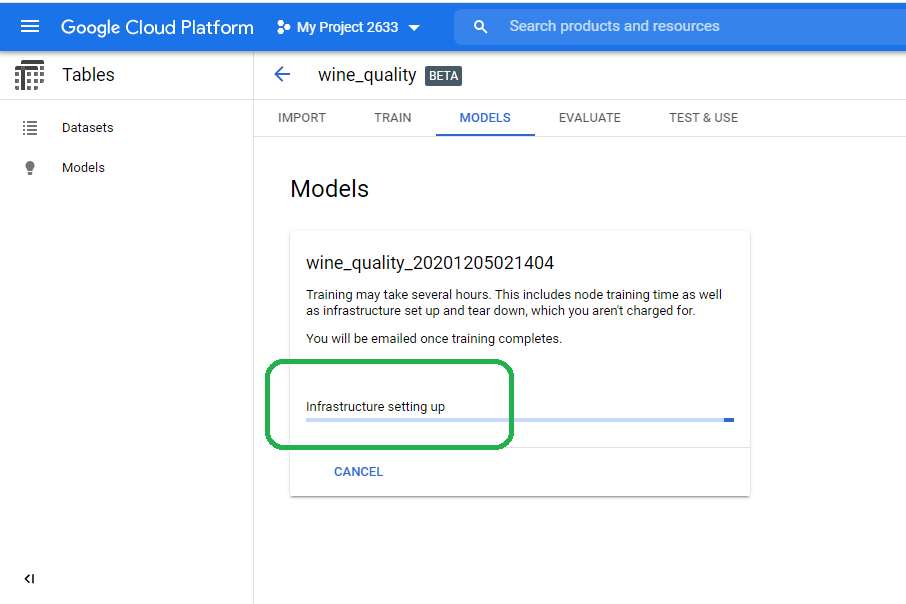 Google Cloud Platform
My Project 2633
Search products and resources
Tables
wine_quality BETA
Datasets
Models
IMPORT TRAIN MODELS EVALUATE TEST & USE
Models
wine_quality_20201205021404
Training may take several hours. This includes node training time as well
as infrastructure set up and tear down, which you aren't charged for.
You will be emailed once training completes.
Infrastructure setting up
CANCEL